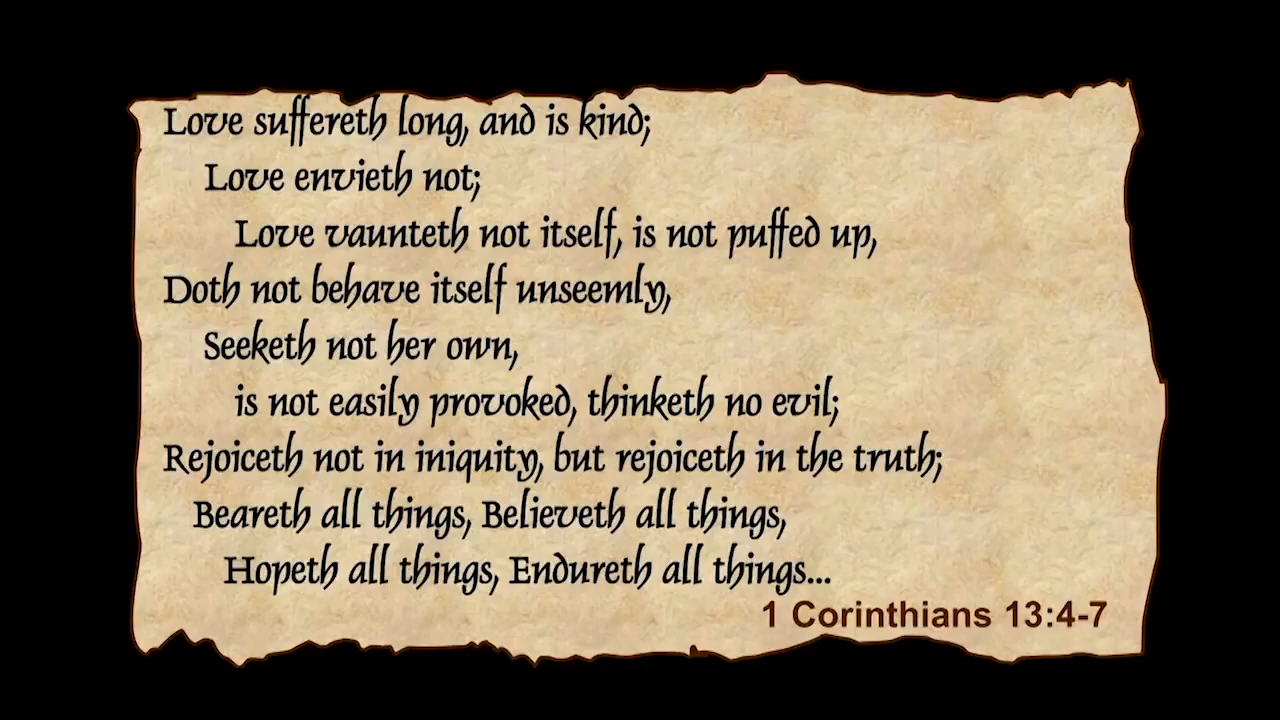 Love suffereth long, and is kind;
Love envieth not;
Love vaunteth not itself, is not puffed up,
Doth not behave itself unseemly,
Seeketh not her own,
is not easily provoked, thinketh no evil;
Rejoiceth not in iniquity, but rejoiceth in the truth;
Beareth all things, Believeth all things,
Hopeth all things, Endureth all things...
1 Corinthians 13:4-7